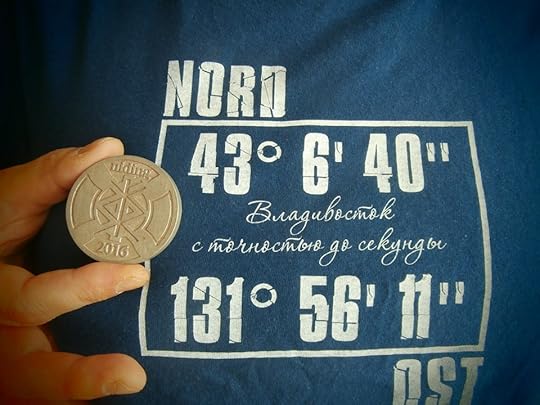 NORD
43° 6' 40''
Владивосток
с точностью до секунды
131° 56' 11''
OST
2016